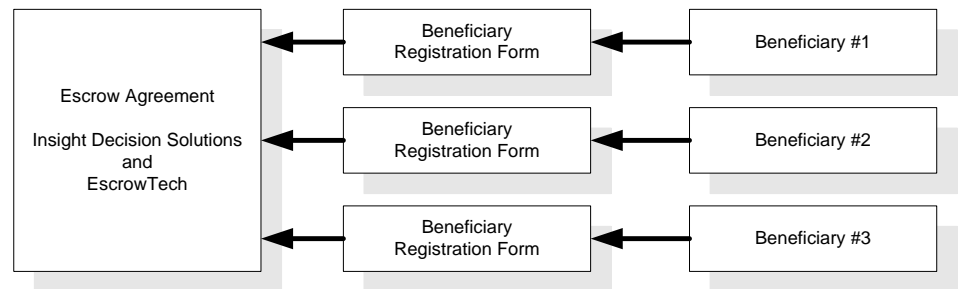 Escrow Agreement
Insight Decision Solutions
and
EscrowTech
Beneficiary
Registration Form
Beneficiary #1
Beneficiary
Registration Form
Beneficiary #2
Beneficiary
Registration Form
Beneficiary #3